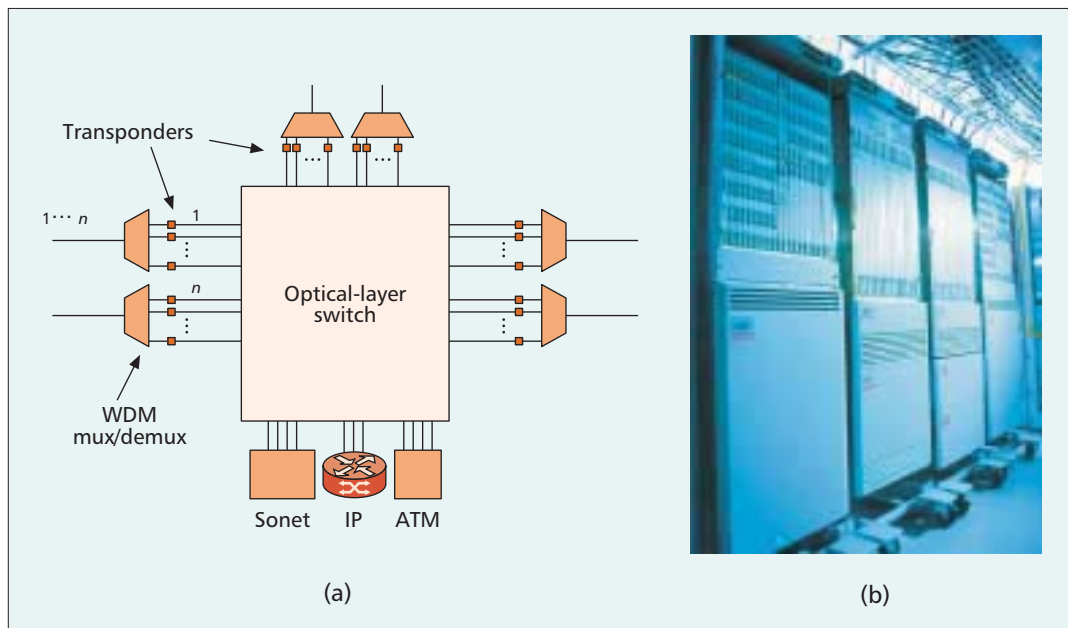 Transponders
1 ... n
1
n
Optical-layer
switch
WDM
mux/demux
Sonet
IP
ATM
(a)
(b)